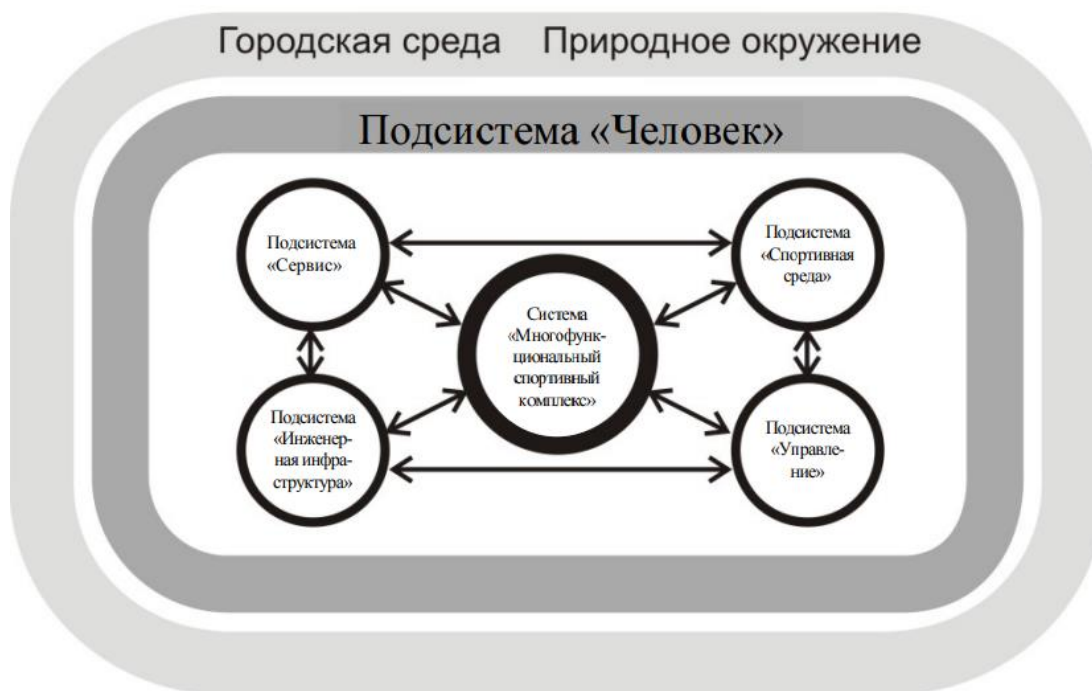 Городская среда Природное окружение
Подсистема «Человек»
Подсистема
«Сервис»
Подсистема
«Спортивная
среда»
Система
«Многофунк-
циональный
спортивный
комплекс»
Подсистема
«Инженер-
ная инфра-
структура»
Подсистема
«Управле-
ние»